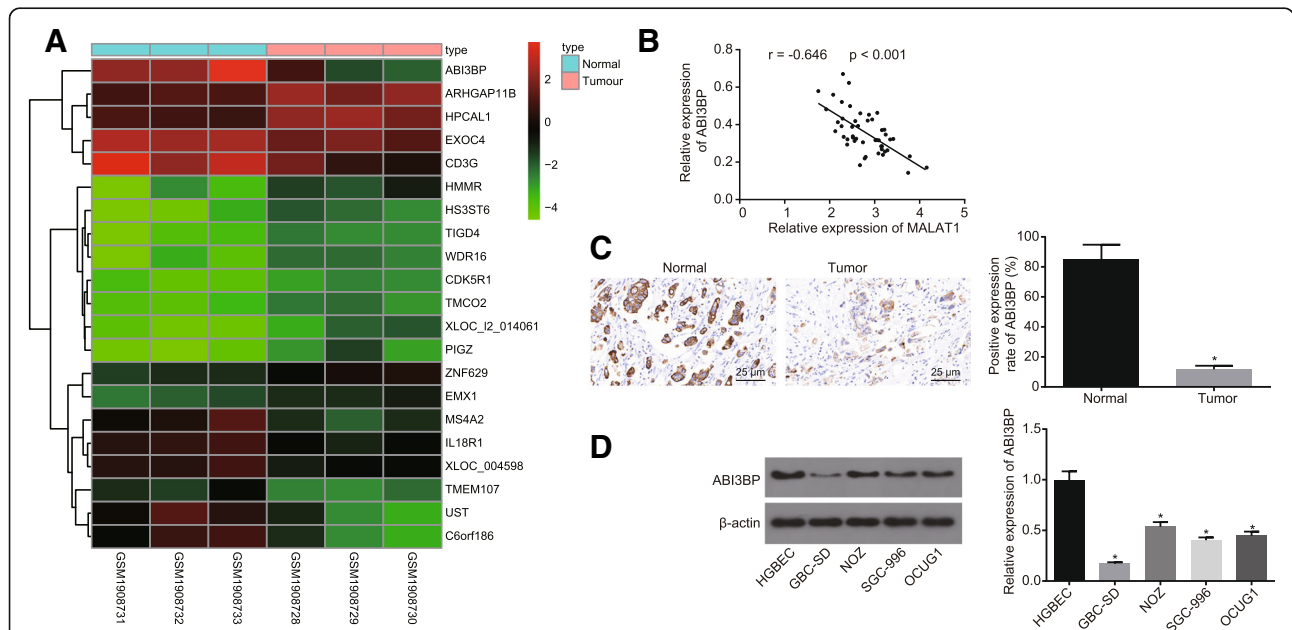 A
type
Normal
Tumour
type
2
0
−2
−4
ABI3BP
ARHGAP11B
HPCAL1
EXOC4
CD3G
HMMR
HS3ST6
TIGD4
WDR16
CDK5R1
TMCO2
XLOC_l2_014061
PIGZ
ZNF629
EMX1
MS4A2
IL18R1
XLOC_004598
TMEM107
UST
C6orf186
GSM1908731
GSM1908732
GSM1908733
GSM1908728
GSM1908729
GSM1908730
B
r = -0.646 p < 0.001
Relative expression
of ABI3BP
0.8
0.6
0.4
0.2
0.0
0 1 2 3 4 5
Relative expression of MALAT1
C
Normal Tumor
25 µm 25 µm
Positive expression
rate of ABI3BP (%)
100
80
60
40
20
0
*
Normal Tumor
D
ABI3BP
β-actin
HGBEC GBC-SD NOZ SGC-996 OCUG1
Relative expression of ABI3BP
1.5
1.0
0.5
0.0
* * * *
HGBEC GBC-SD NOZ SGC-996 OCUG1